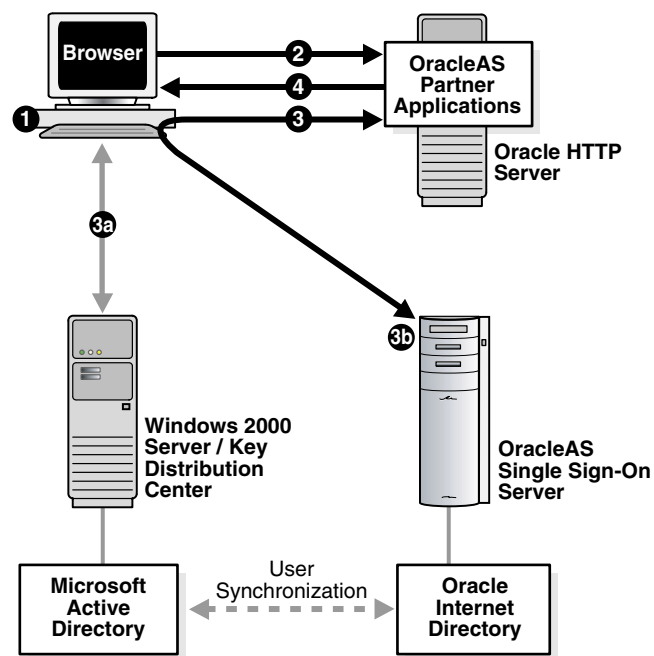 Browser
2
OracleAS
Partner
Applications
4
1
3
Oracle HTTP
Server
3a
3b
Windows 2000
Server / Key
Distribution
Center
OracleAS
Single Sign-On
Server
Microsoft
Active
Directory
User
Synchronization
Oracle
Internet
Directory